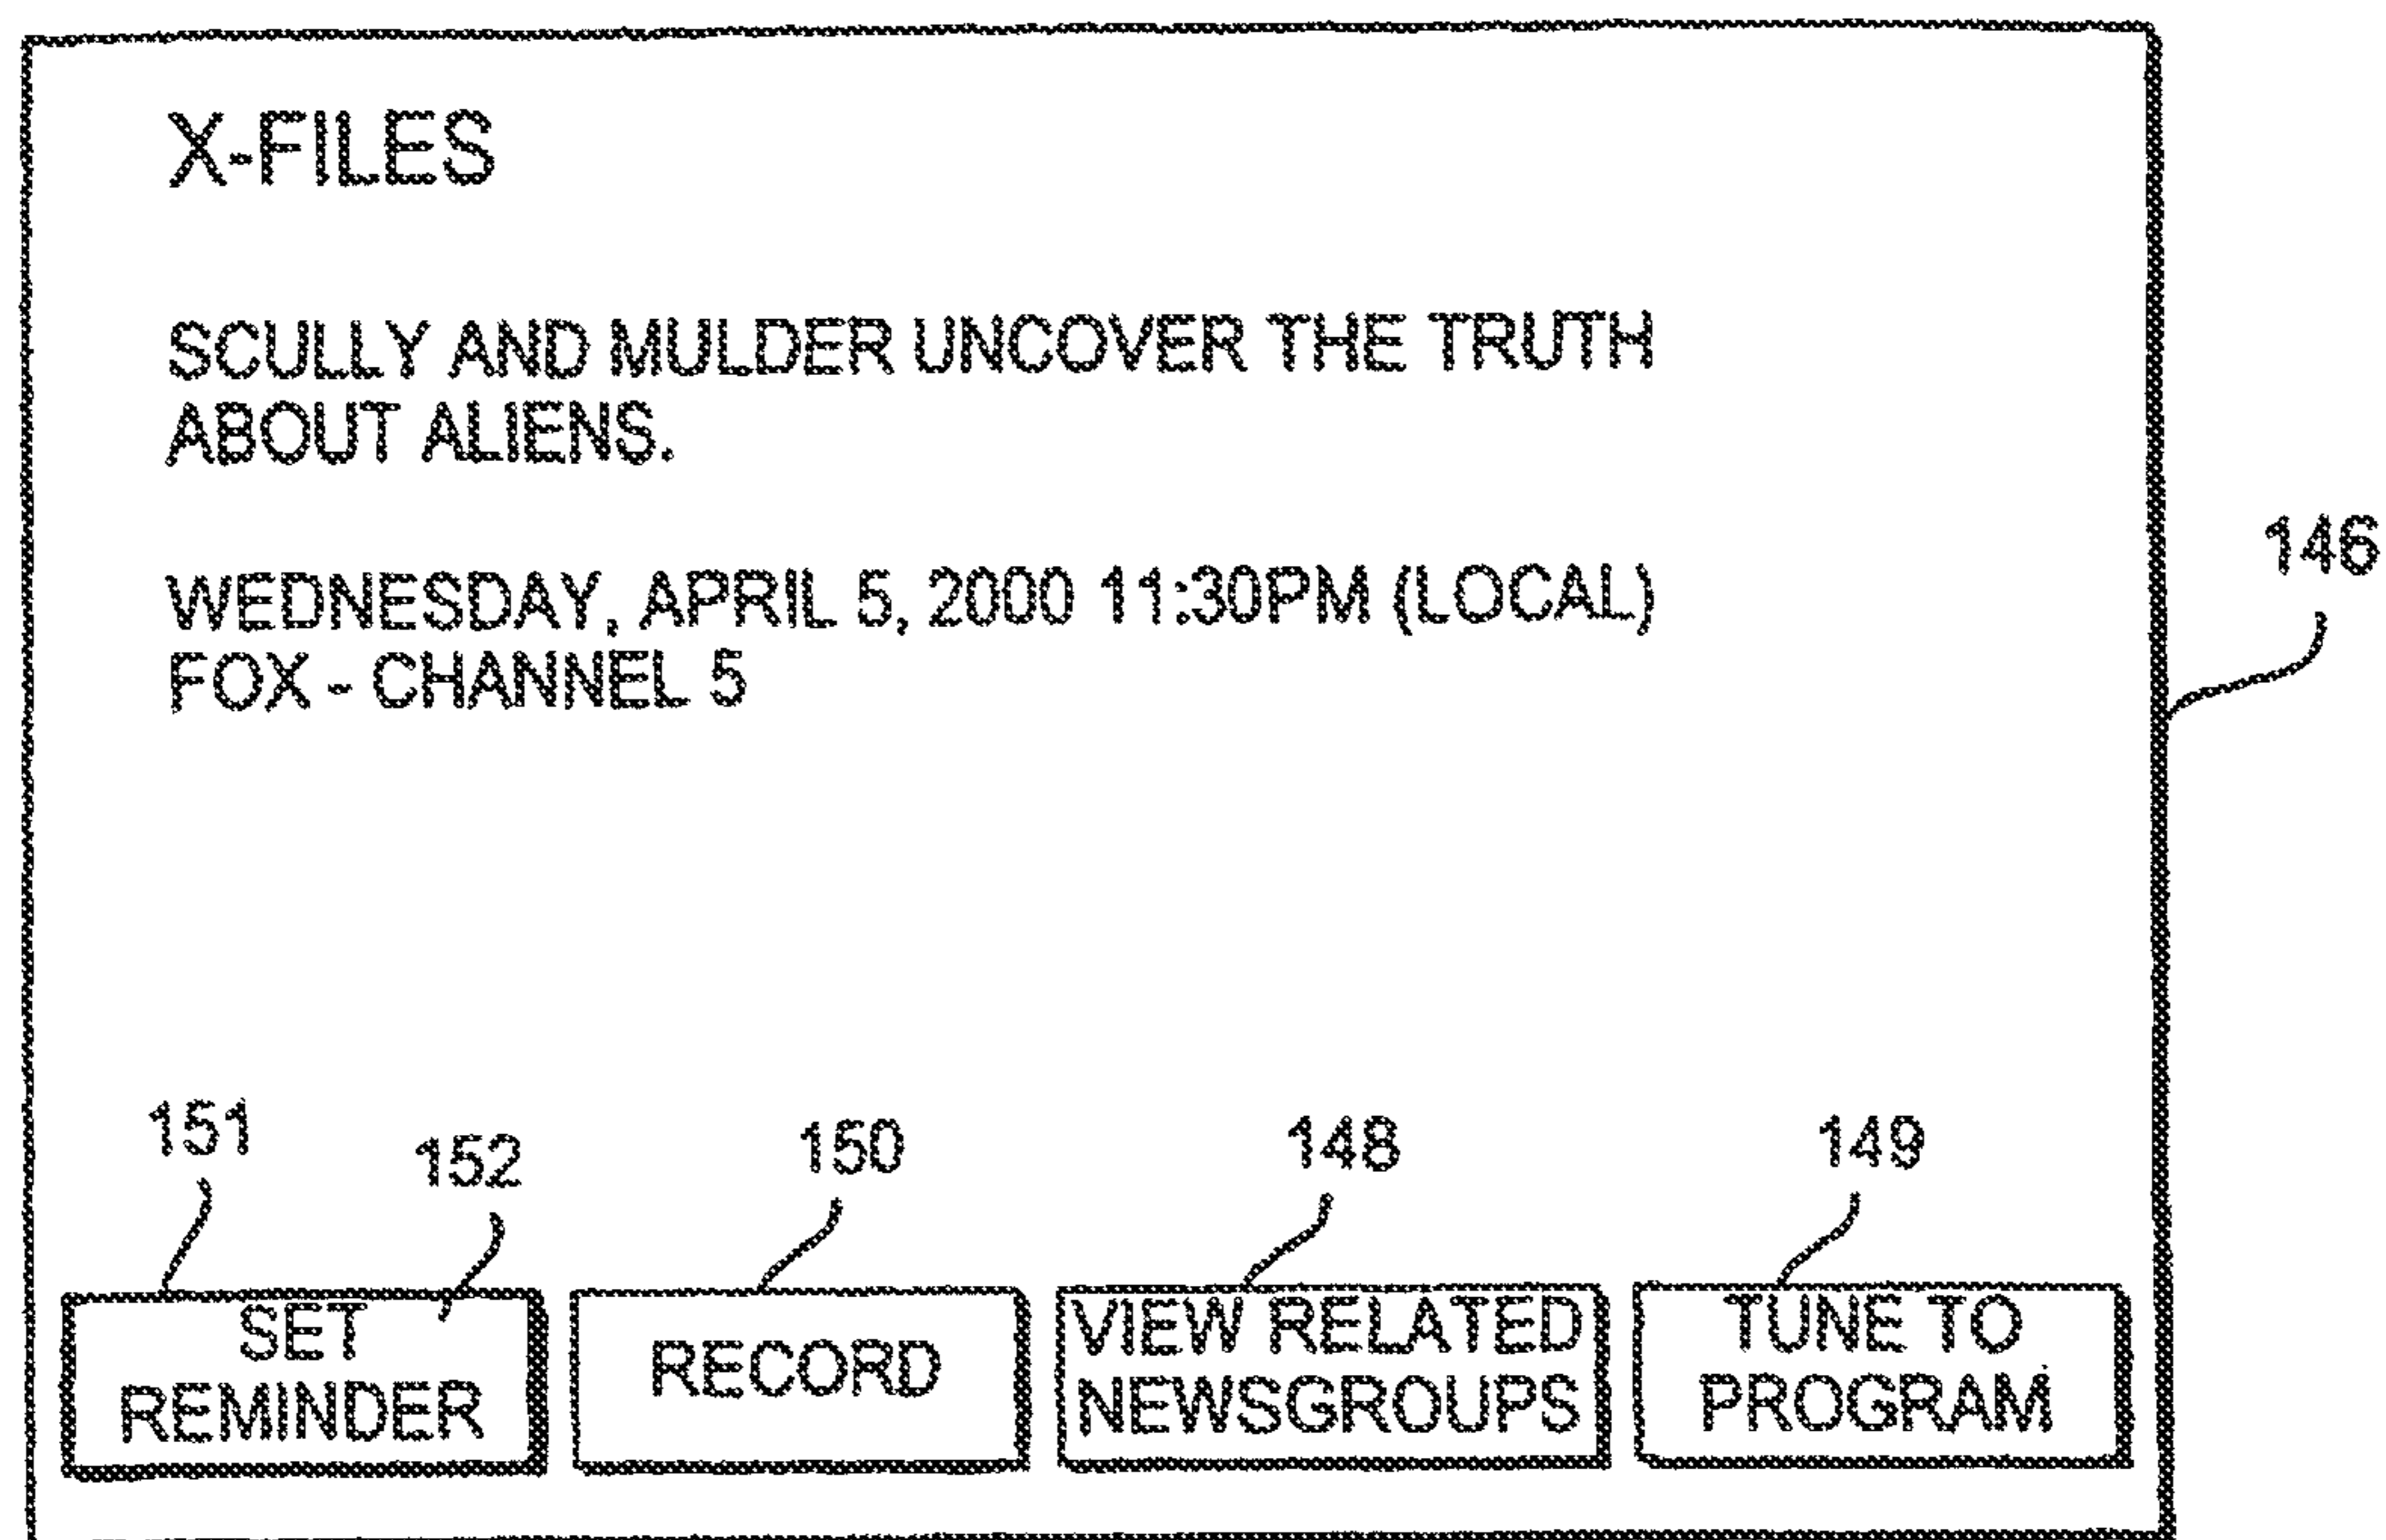 X-FILES
SCULLY AND MULDER UNCOVER THE TRUTH
ABOUT ALIENS.
WEDNESDAY, APRIL 5, 2000 11:30PM (LOCAL)
FOX - CHANNEL 5
146
151
152
150
148
149
SET
REMINDER
RECORD
VIEW RELATED
NEWSGROUPS
TUNE TO
PROGRAM